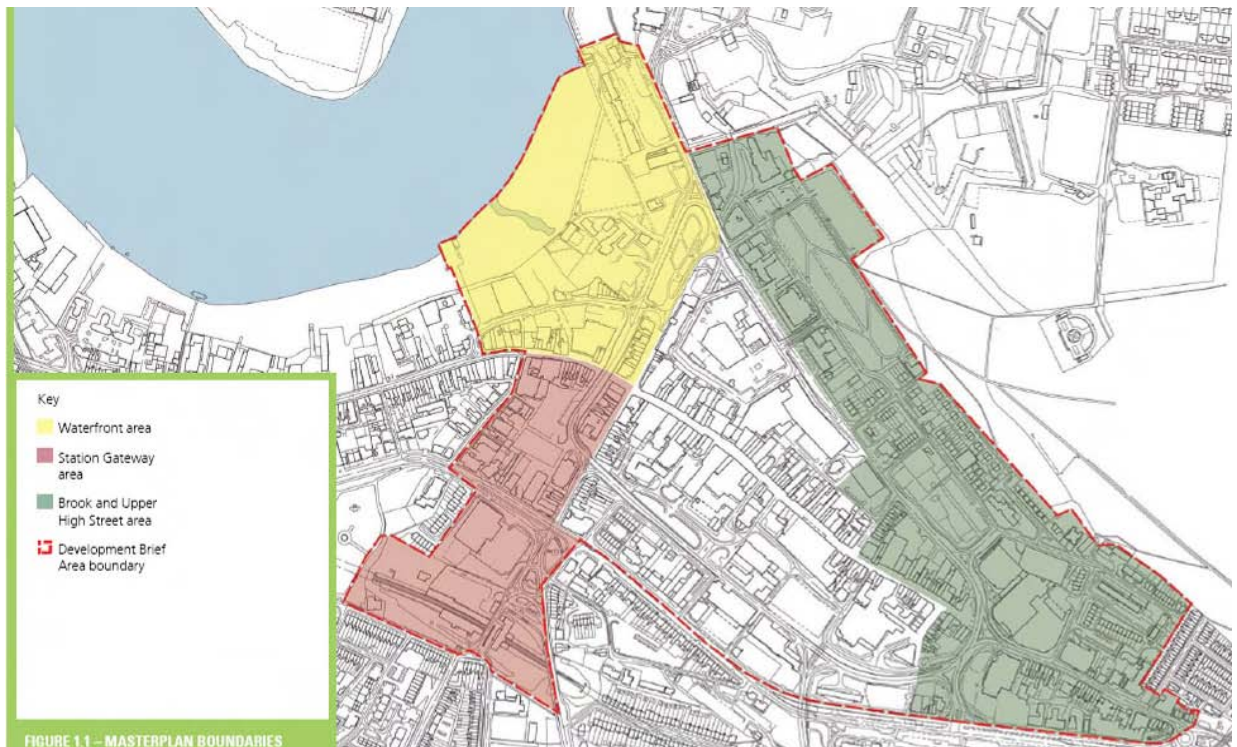 Key
Waterfront area
Station Gateway
area
Brook and Upper
High Street area
Development Brief
Area boundary
FIGURE 1.1 – MASTERPLAN BOUNDARIES